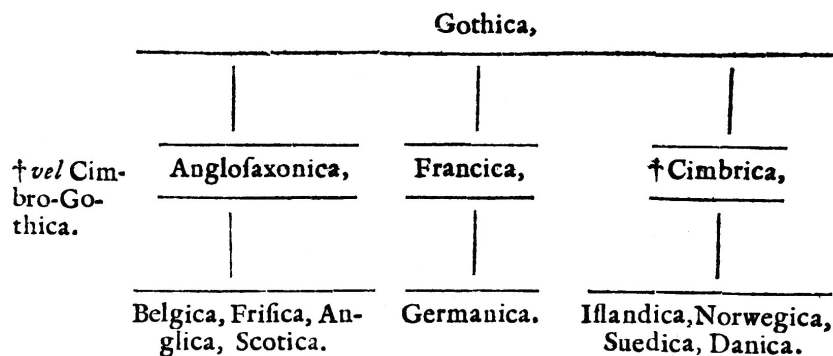 Gothica,
† vel Cim-
bro-Go-
thica.
Angloſaxonica,
Francica,
†Cimbrica,
Belgica, Friſica, An-
glica, Scotica.
Germanica.
Iſlandica, Norwegica,
Suedica, Danica.